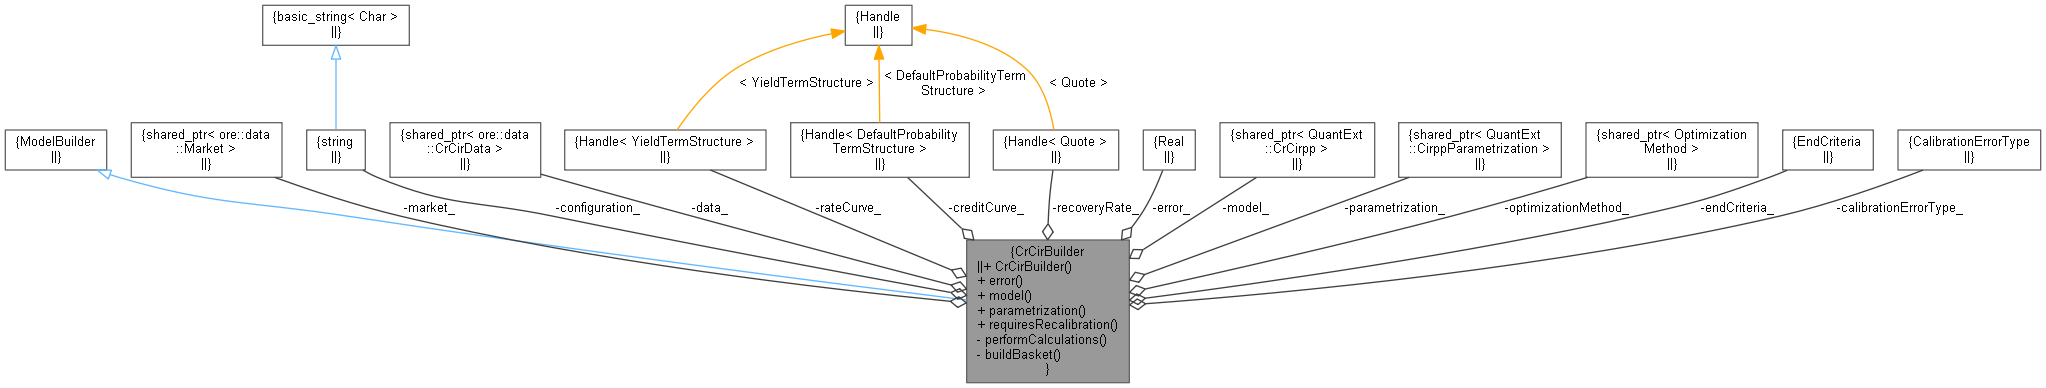 {basic_string< Char >
||}
{Handle
||}
< YieldTermStructure >
< DefaultProbabilityTerm
Structure >
< Quote >
{ModelBuilder
||}
{shared_ptr< ore::data
::Market >
||}
{string
||}
{shared_ptr< ore::data
::CrCirData >
||}
{Handle< YieldTermStructure >
||}
{Handle< DefaultProbability
TermStructure >
||}
{Handle< Quote >
||}
{Real
||}
{shared_ptr< QuantExt
::CrCirpp >
||}
{shared_ptr< QuantExt
::CirppParametrization >
||}
{shared_ptr< Optimization
Method >
||}
{EndCriteria
||}
{CalibrationErrorType
||}
-market_
-configuration_
-data_
-rateCurve_
-creditCurve_
-recoveryRate_
-error_
-model_
-parametrization_
-optimizationMethod_
-endCriteria_
-calibrationErrorType_
{CrCirBuilder
||+ CrCirBuilder()
+ error()
+ model()
+ parametrization()
+ requiresRecalibration()
- performCalculations()
- buildBasket()
}